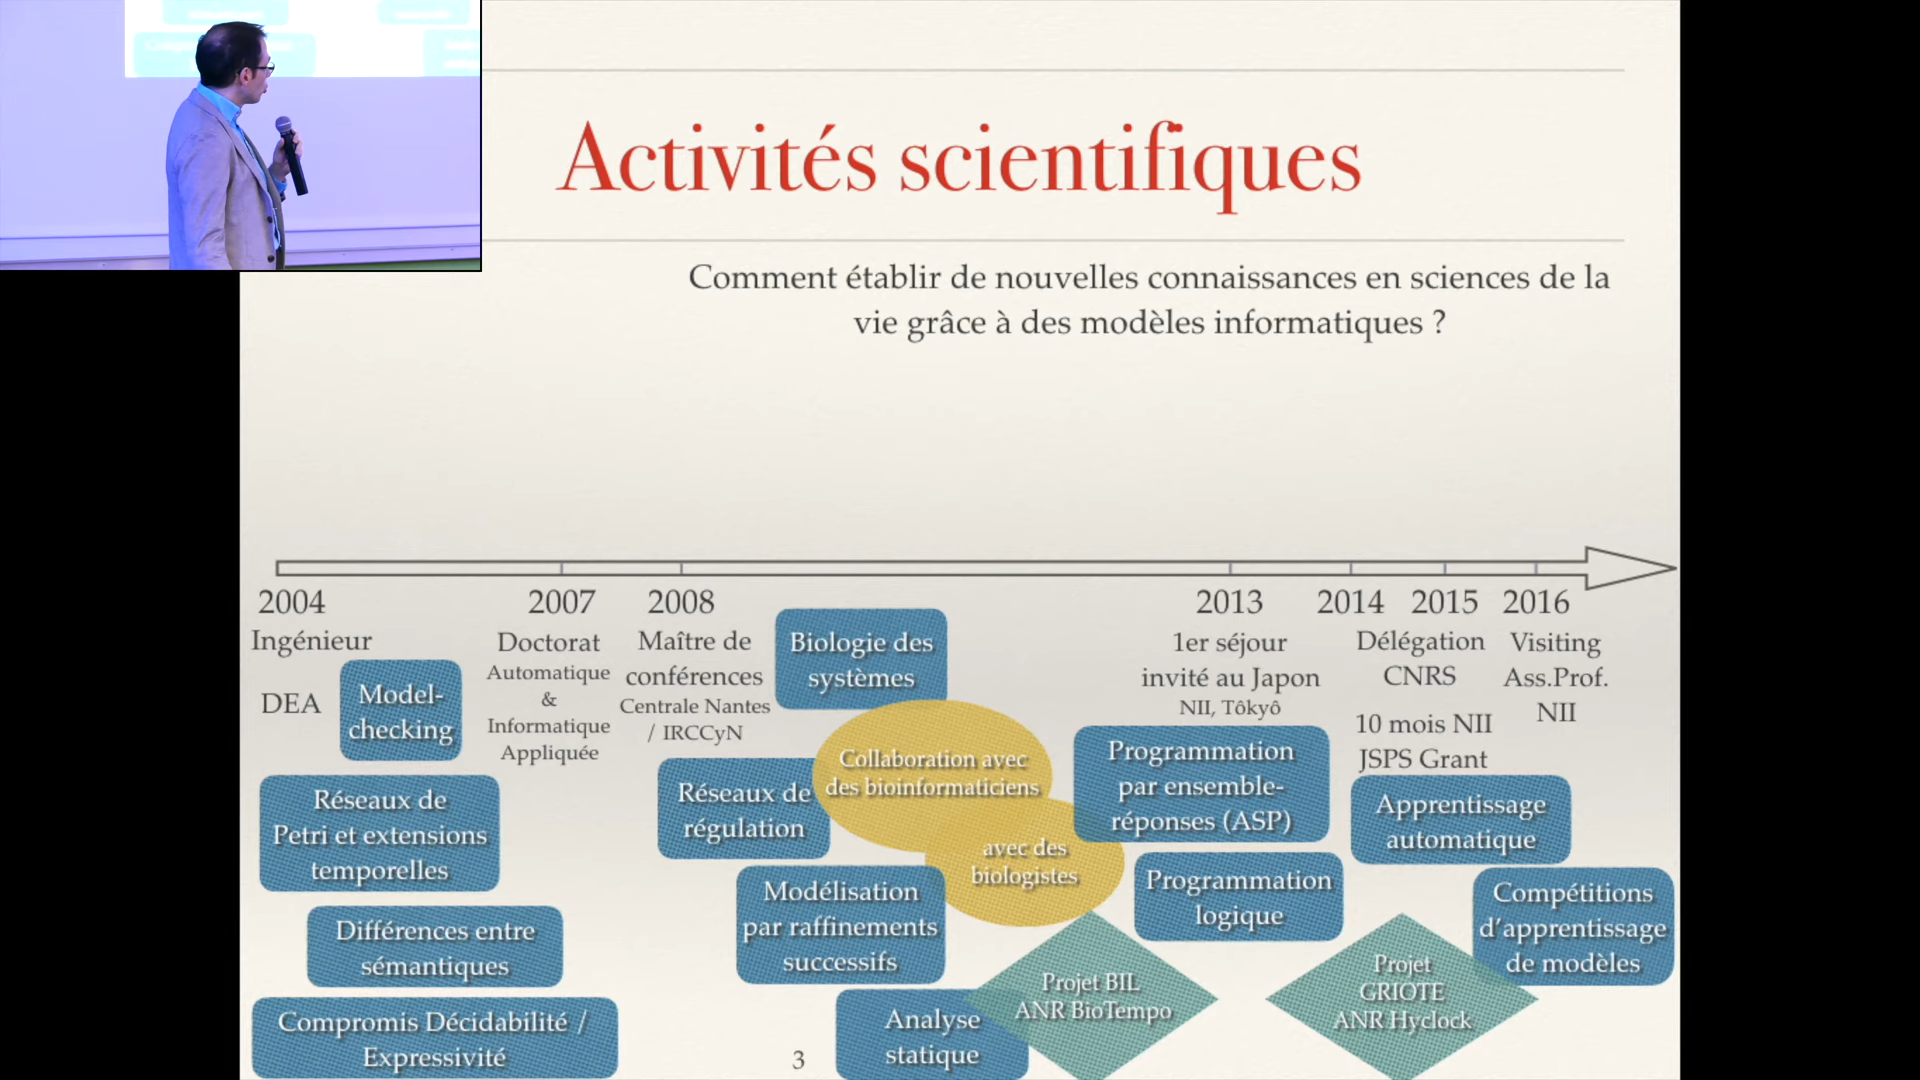 Activités scientifiques
Comment établir de nouvelles connaissances en sciences de la
vie grâce à des modèles informatiques ?
2004
Ingénieur
DEA
Model-
checking
Réseaux de
Petri et extensions
temporelles
Différences entre
sémantiques
Compromis Décidabilité /
Expressivité
2007
Doctorat
Automatique
&
Informatique
Appliquée
2008
Maître de
conférences
Centrale Nantes
/ IRCCyN
Biologie des
systèmes
Réseaux de
régulation
Collaboration avec
des bioinformaticiens
avec des
biologistes
Modélisation
par raffinements
successifs
Analyse
statique
Projet BIL
ANR BioTempo
2013
1er séjour
invité au Japon
NII, Tôkyô
Programmation
par ensemble-
réponses (ASP)
Programmation
logique
2014
2015
Délégation
CNRS
10 mois NII
JSPS Grant
2016
Visiting
Ass.Prof.
NII
Apprentissage
automatique
Compétitions
d'apprentissage
de modèles
Projet
GRIOTE
ANR Hyclock
3